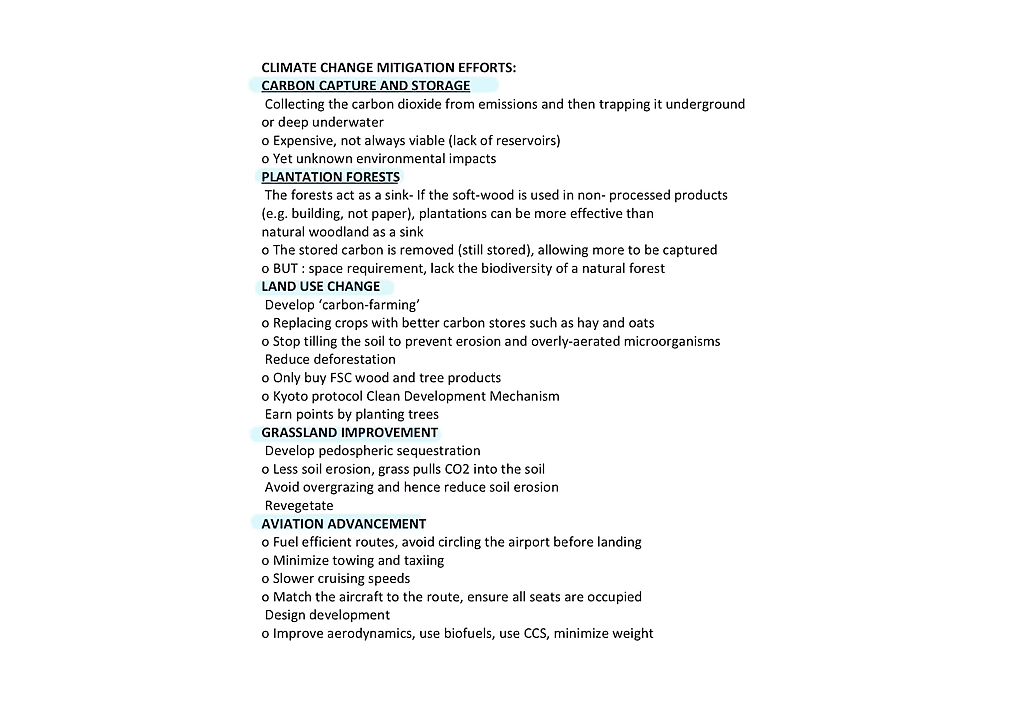 CLIMATE CHANGE MITIGATION EFFORTS:
CARBON CAPTURE AND STORAGE
Collecting the carbon dioxide from emissions and then trapping it underground
or deep underwater
o Expensive, not always viable (lack of reservoirs)
o Yet unknown environmental impacts
PLANTATION FORESTS
The forests act as a sink- If the soft-wood is used in non- processed products
(e.g. building, not paper), plantations can be more effective than
natural woodland as a sink
o The stored carbon is removed (still stored), allowing more to be captured
o BUT : space requirement, lack the biodiversity of a natural forest
LAND USE CHANGE
Develop ‘carbon-farming’
o Replacing crops with better carbon stores such as hay and oats
o Stop tilling the soil to prevent erosion and overly-aerated microorganisms
Reduce deforestation
o Only buy FSC wood and tree products
o Kyoto protocol Clean Development Mechanism
Earn points by planting trees
GRASSLAND IMPROVEMENT
Develop pedospheric sequestration
o Less soil erosion, grass pulls CO2 into the soil
Avoid overgrazing and hence reduce soil erosion
Revegetate
AVIATION ADVANCEMENT
o Fuel efficient routes, avoid circling the airport before landing
o Minimize towing and taxiing
o Slower cruising speeds
o Match the aircraft to the route, ensure all seats are occupied
Design development
o Improve aerodynamics, use biofuels, use CCS, minimize weight